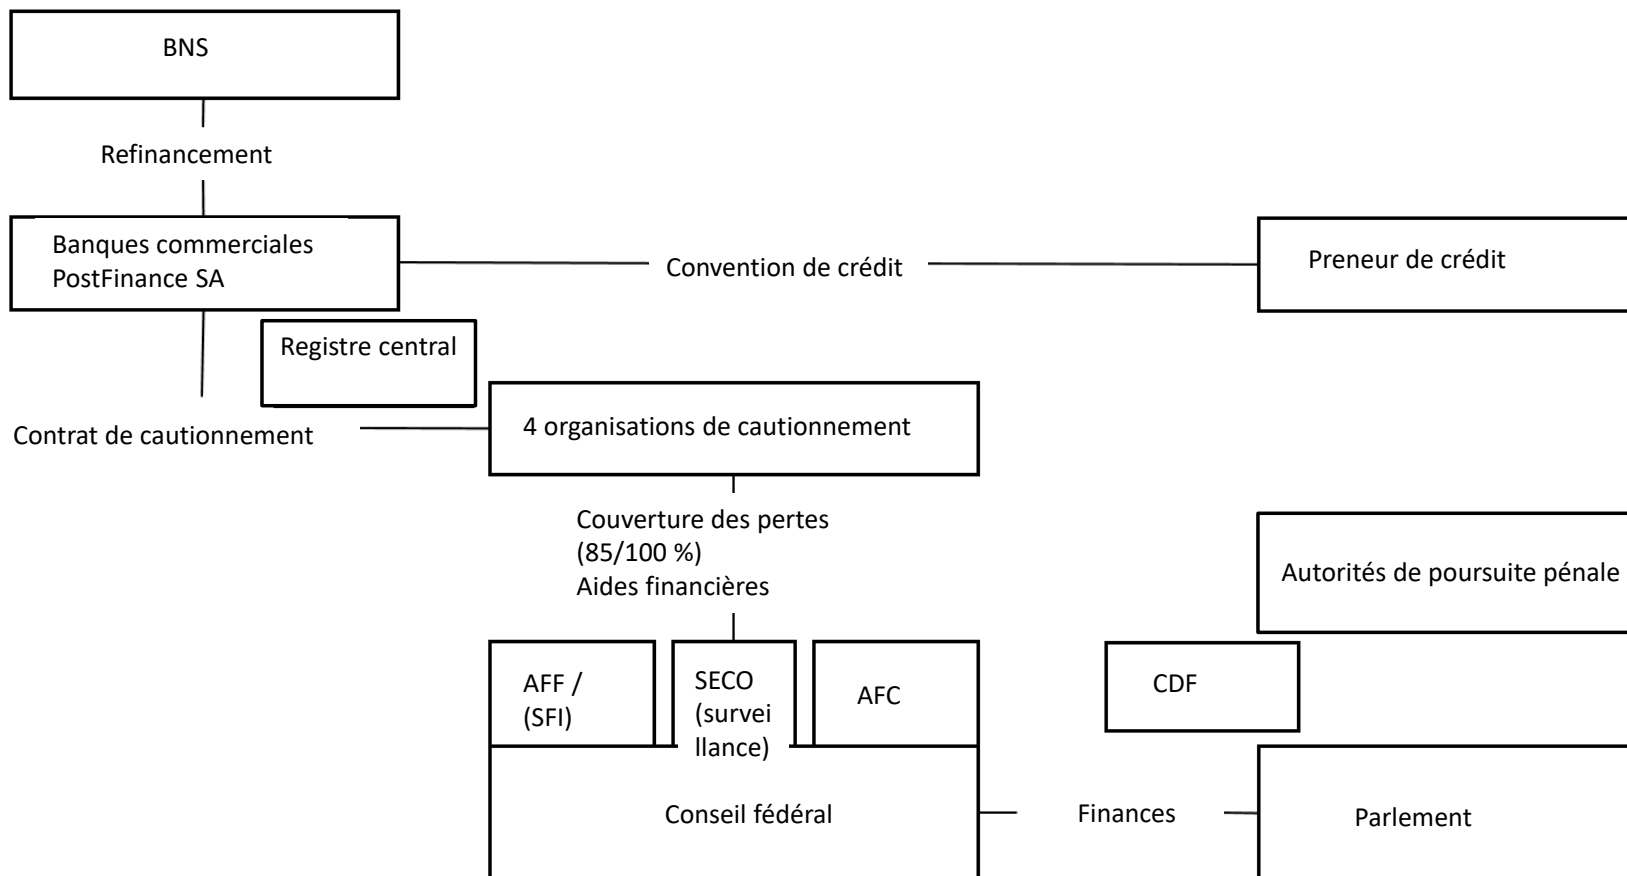 BNS
Refinancement
Banques commerciales
PostFinance SA
Convention de crédit
Preneur de crédit
Registre central
Contrat de cautionnement
4 organisations de cautionnement
Couverture des pertes
(85/100 %)
Aides financières
Autorités de poursuite pénale
AFF /
(SFI)
SECO
(survei
llance)
AFC
CDF
Conseil fédéral
Finances
Parlement